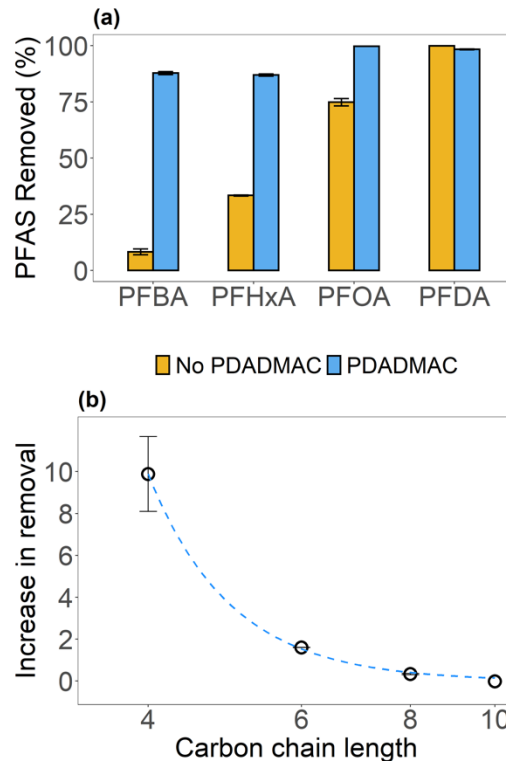 (a)
PFAS Removed (%)
100
75
50
25
0
PFBA PFHxA PFOA PFDA
No PDADMAC PDADMAC
(b)
Increase in removal
10
8
6
4
2
0
4 6 8 10
Carbon chain length